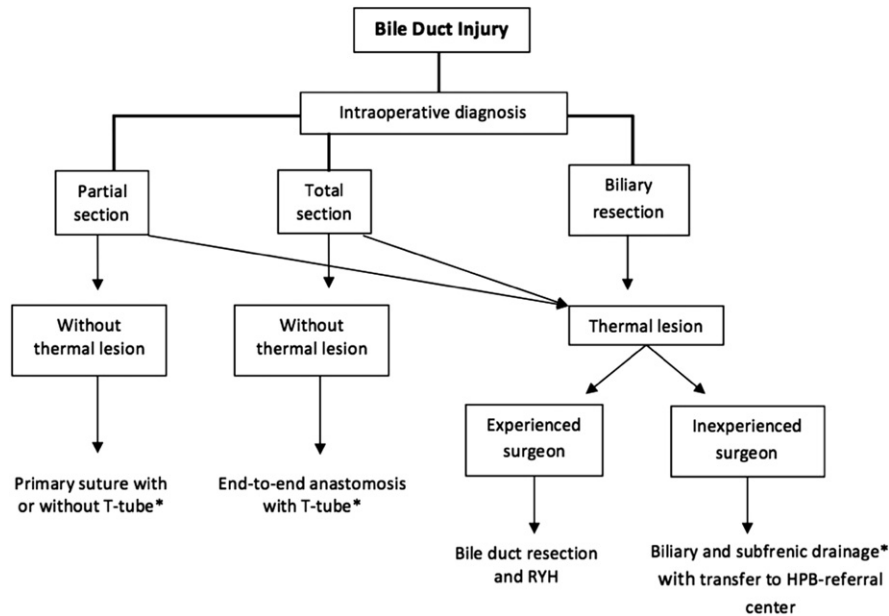 Bile Duct Injury
Intraoperative diagnosis
Partial
section
Total
section
Biliary
resection
Without
thermal lesion
Without
thermal lesion
Thermal lesion
Experienced
surgeon
Inexperienced
surgeon
Primary suture with
or without T-tube*
End-to-end anastomosis
with T-tube*
Bile duct resection
and RYH
Biliary and subfrenic drainage*
with transfer to HPB-referral
center